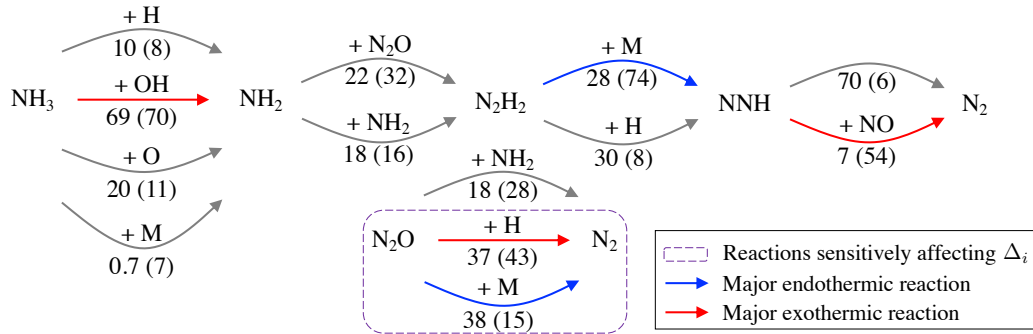 + H
10 (8)
NH3
+ OH
69 (70)
+ O
20 (11)
+ M
0.7 (7)
NH2
+ N2O
22 (32)
+ NH2
18 (16)
N2H2
+ M
28 (74)
+ H
30 (8)
NNH
70 (6)
+ NO
7 (54)
N2
+ NH2
18 (28)
N2O
+ H
37 (43)
+ M
38 (15)
N2
Reactions sensitively affecting Δi
Major endothermic reaction
Major exothermic reaction